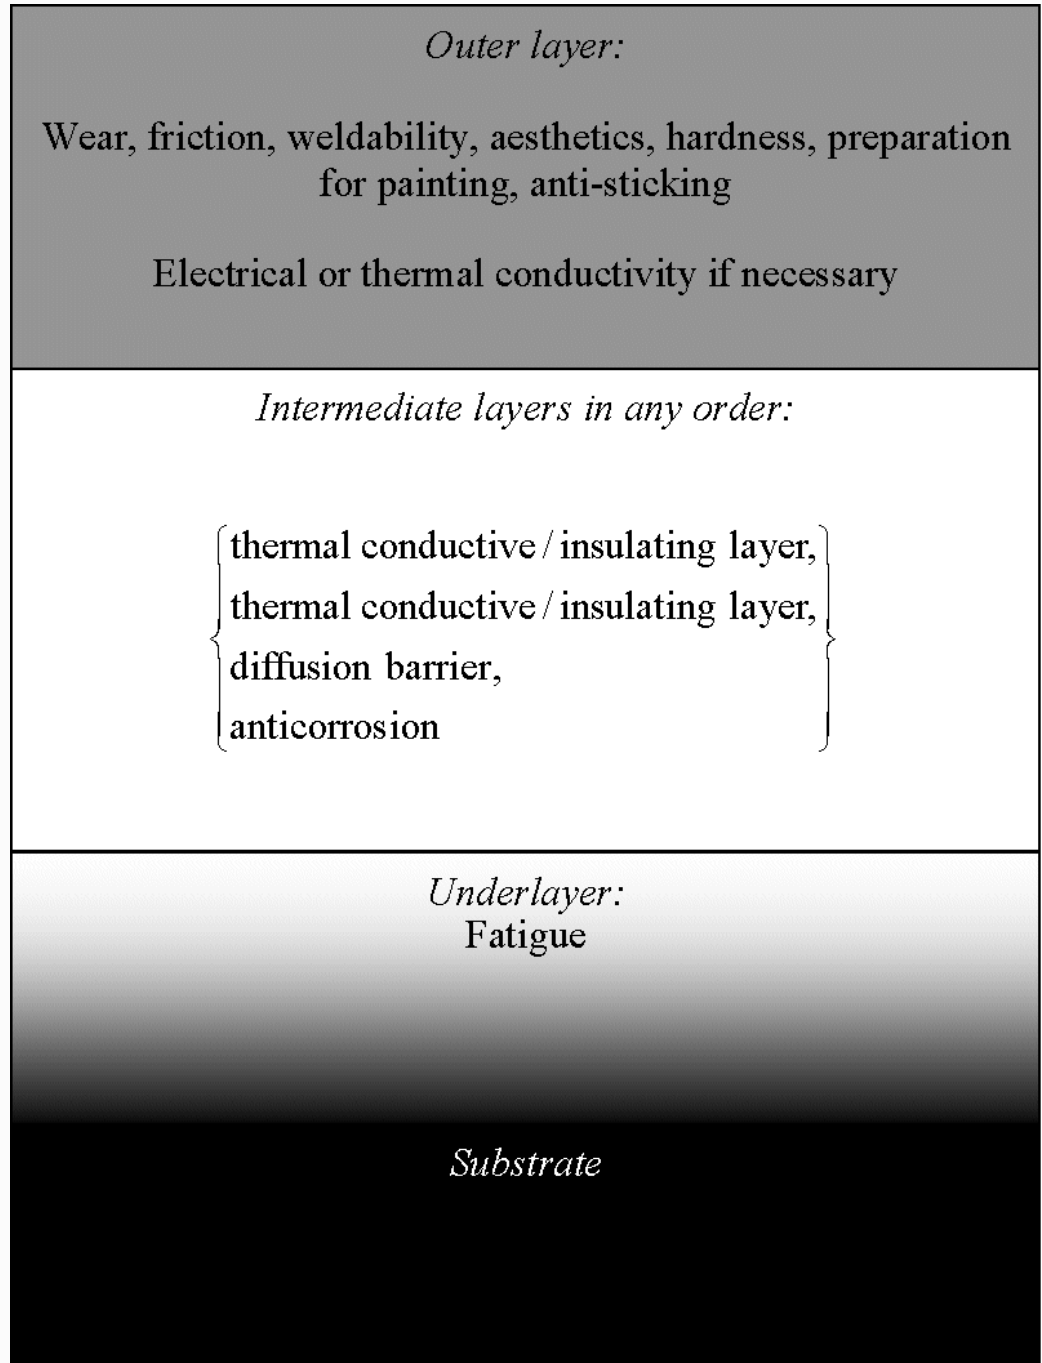 Outer layer:
Wear, friction, weldability, aesthetics, hardness, preparation
for painting, anti-sticking
Electrical or thermal conductivity if necessary
Intermediate layers in any order:
thermal conductive / insulating layer,
thermal conductive / insulating layer,
diffusion barrier,
anticorrosion
Underlayer:
Fatigue
Substrate